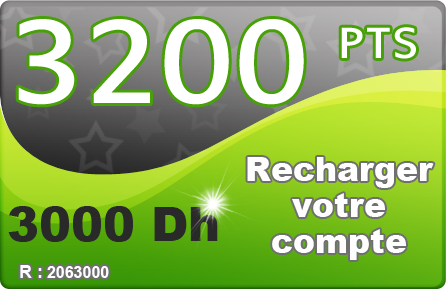 3200 PTS
Recharger
votre
compte
3000 Dh
R : 2063000